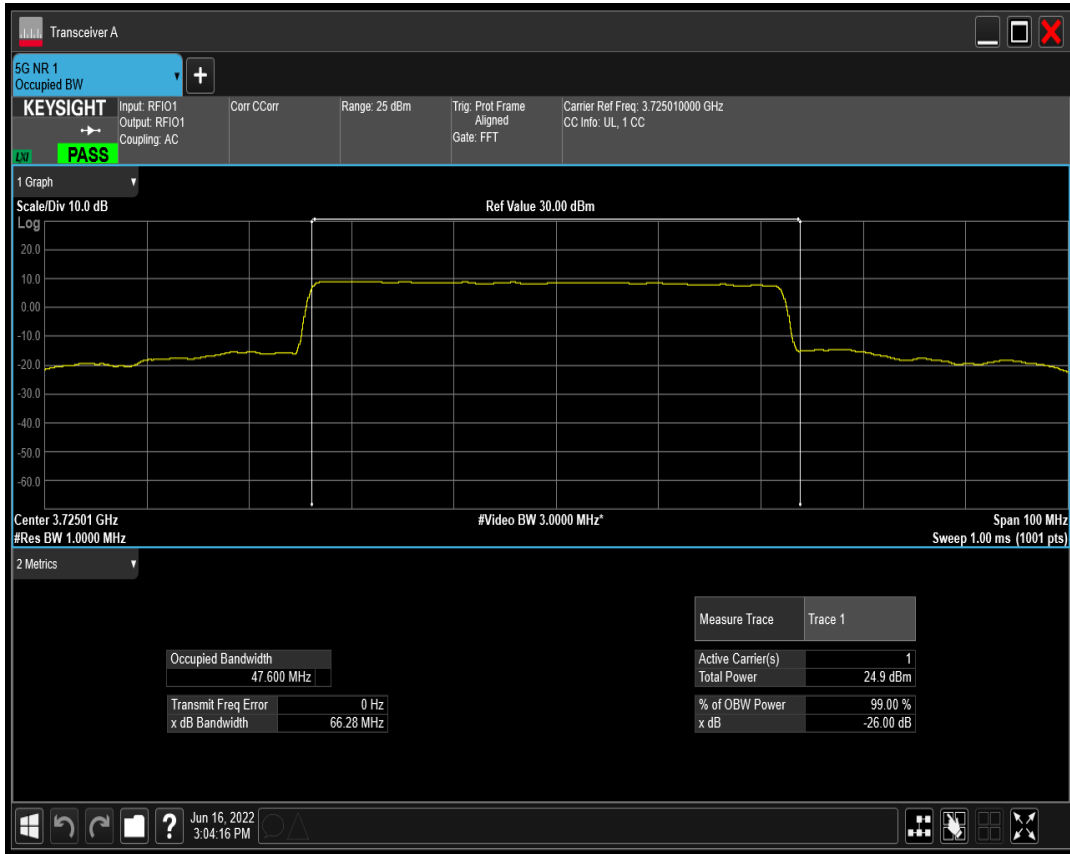 Transceiver A
5G NR 1
Occupied BW
+
KEYSIGHT
LXI
PASS
Input: RFIO1
Output: RFIO1
Coupling: AC
Corr CCorr
Range: 25 dBm
Trig: Prot Frame
Aligned
Gate: FFT
Carrier Ref Freq: 3.725010000 GHz
CC Info: UL, 1 CC
1 Graph
Scale/Div 10.0 dB
Ref Value 30.00 dBm
Log
20.0
10.0
0.00
-10.0
-20.0
-30.0
-40.0
-50.0
-60.0
Center 3.72501 GHz
#Video BW 3.0000 MHz*
Span 100 MHz
#Res BW 1.0000 MHz
Sweep 1.00 ms (1001 pts)
2 Metrics
Measure Trace Trace 1
Occupied Bandwidth
47.600 MHz
Active Carrier(s) 1
Total Power 24.9 dBm
Transmit Freq Error 0 Hz
x dB Bandwidth 66.28 MHz
% of OBW Power 99.00 %
x dB -26.00 dB
?
Jun 16, 2022
3:04:16 PM